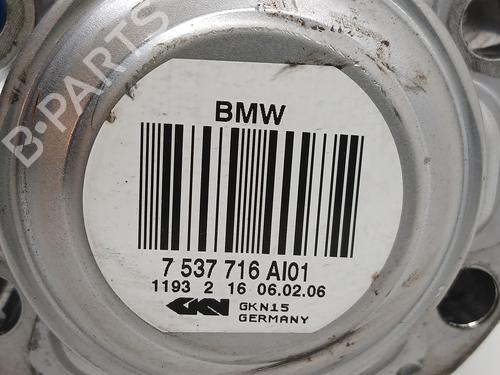 B-PARTS
BMW
7 537 716 AI01
1193 2 16 06.02.06
GKN GKN15
GERMANY